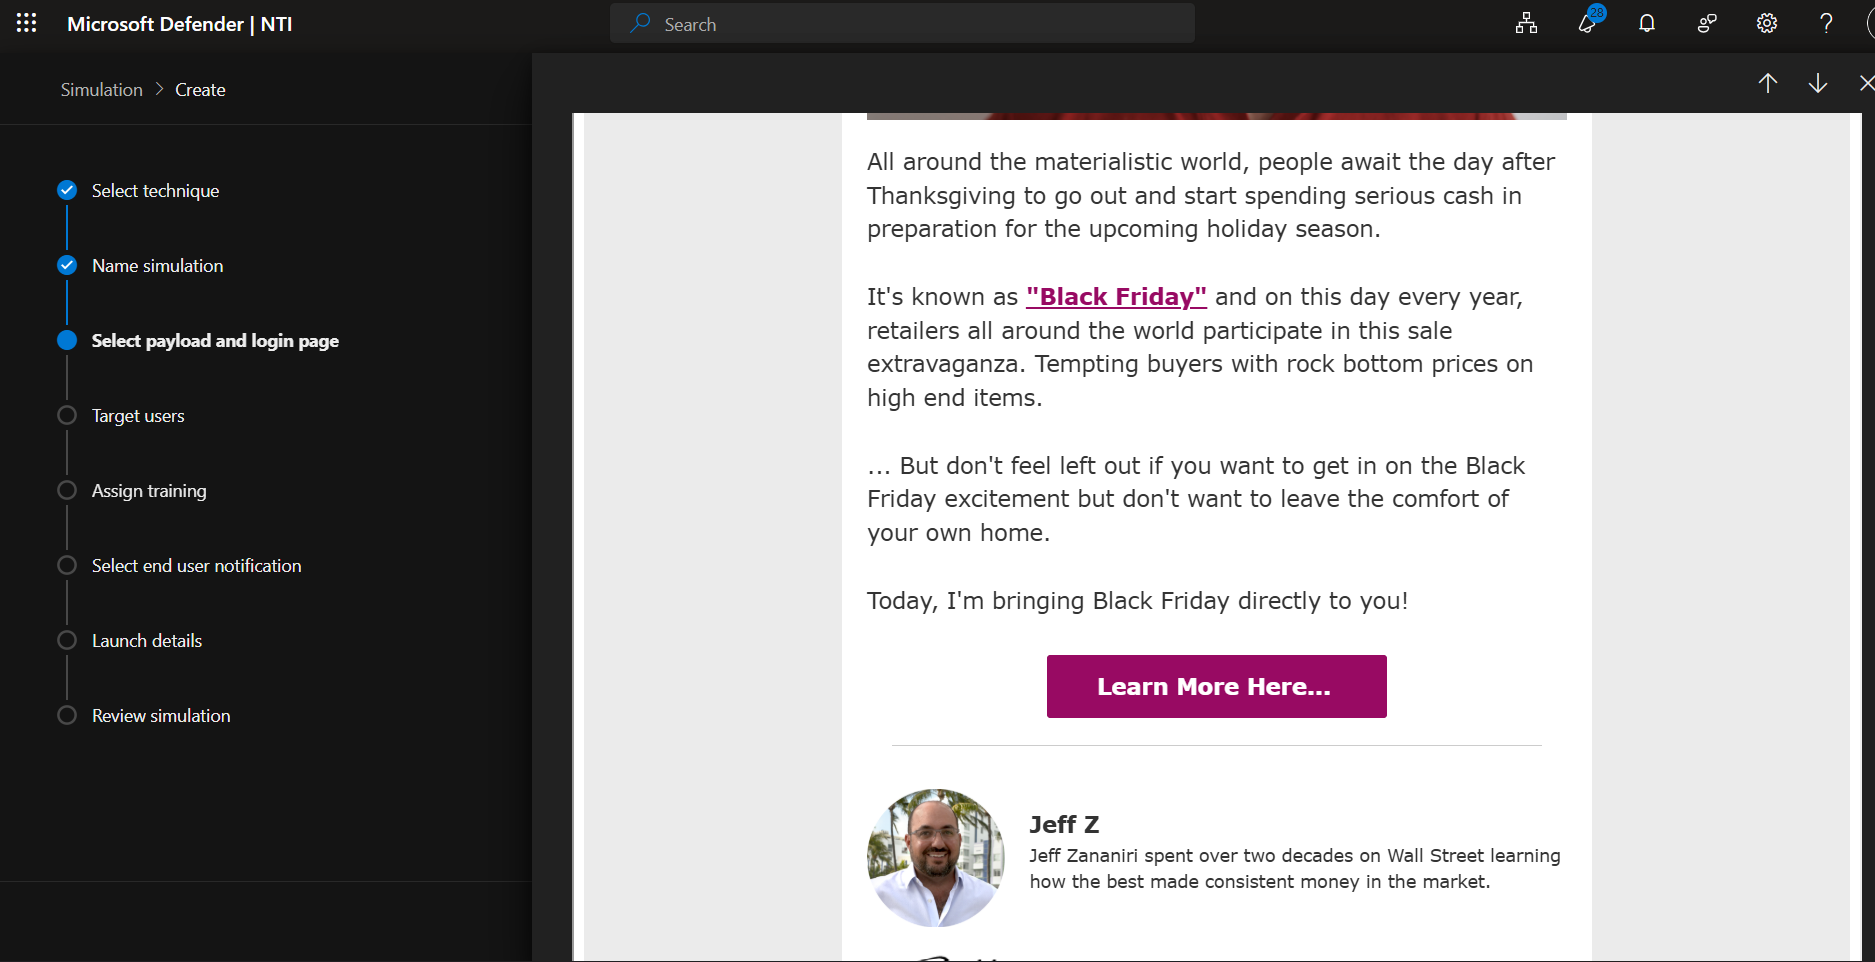 Microsoft Defender | NTI
Search
28
Simulation > Create
Select technique
Name simulation
Select payload and login page
Target users
Assign training
Select end user notification
Launch details
Review simulation
All around the materialistic world, people await the day after
Thanksgiving to go out and start spending serious cash in
preparation for the upcoming holiday season.
It's known as "Black Friday" and on this day every year,
retailers all around the world participate in this sale
extravaganza. Tempting buyers with rock bottom prices on
high end items.
... But don't feel left out if you want to get in on the Black
Friday excitement but don't want to leave the comfort of
your own home.
Today, I'm bringing Black Friday directly to you!
Learn More Here...
Jeff Z
Jeff Zananiri spent over two decades on Wall Street learning
how the best made consistent money in the market.